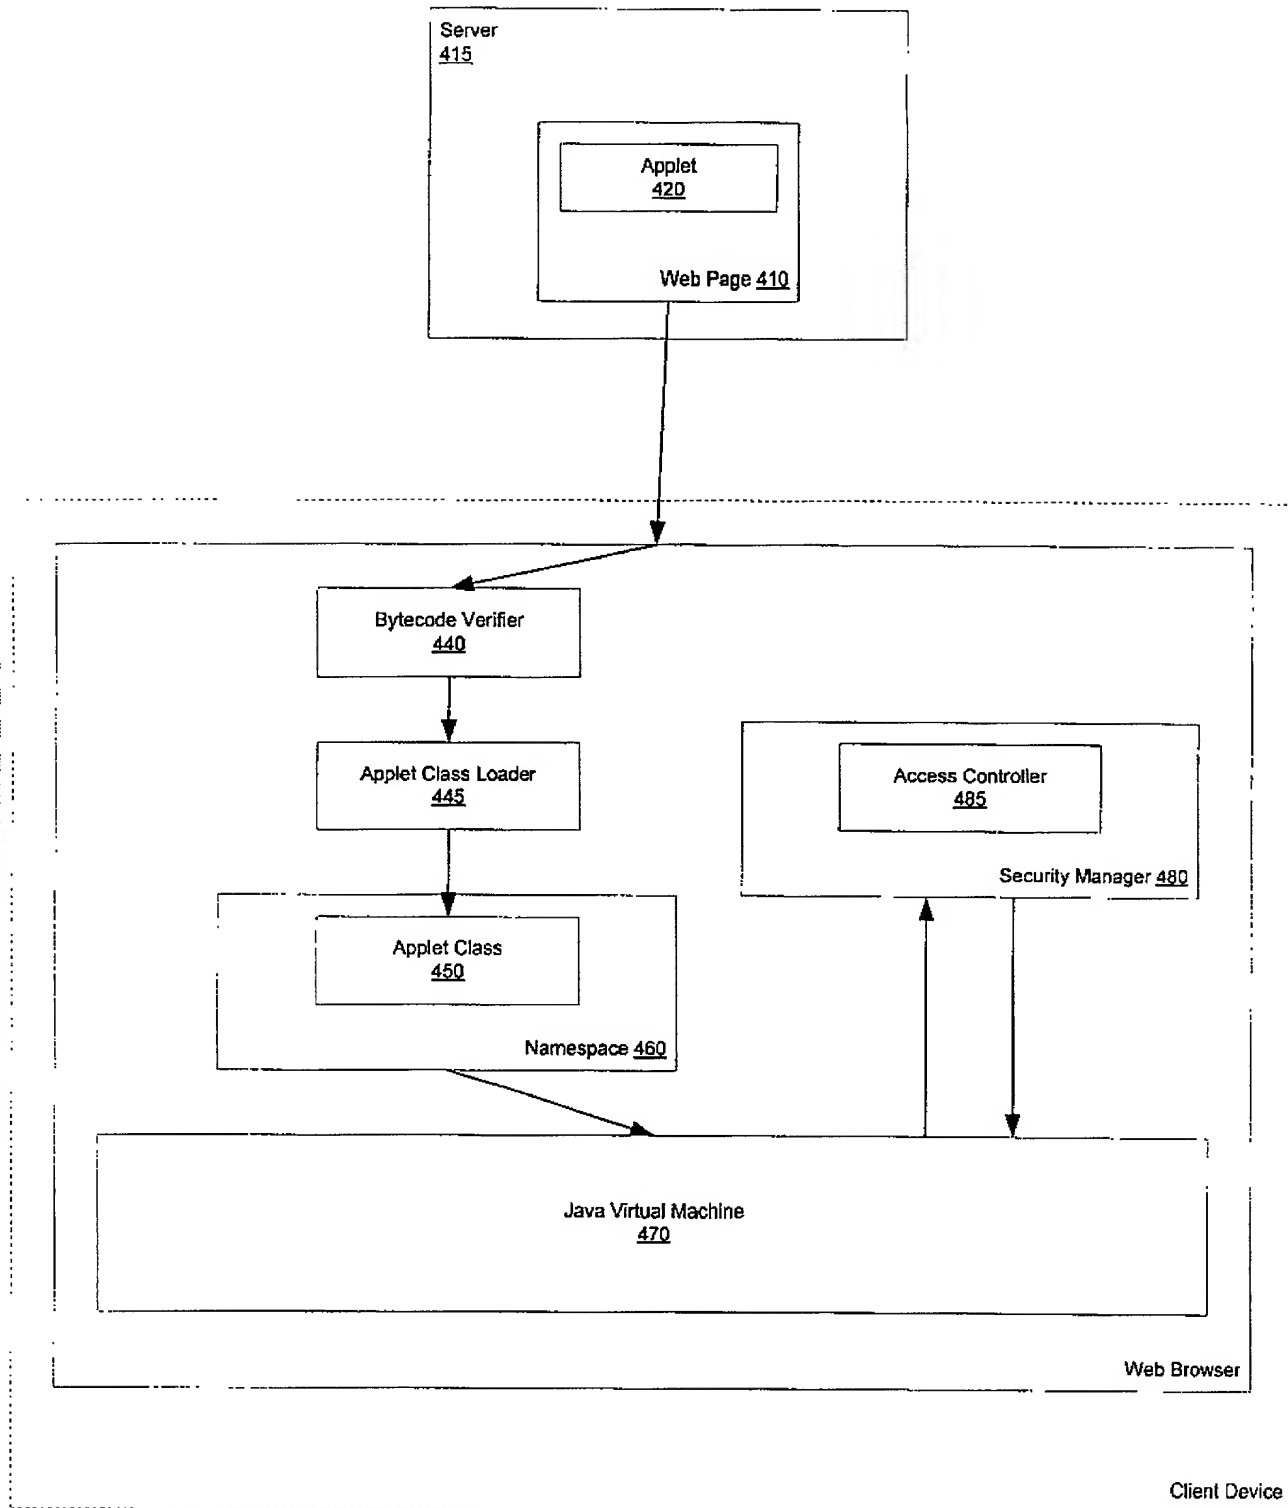 Server
415
Applet
420
Web Page 410
Bytecode Verifier
440
Applet Class Loader
445
Access Controller
485
Security Manager 480
Applet Class
450
Namespace 460
Java Virtual Machine
470
Web Browser
Client Device